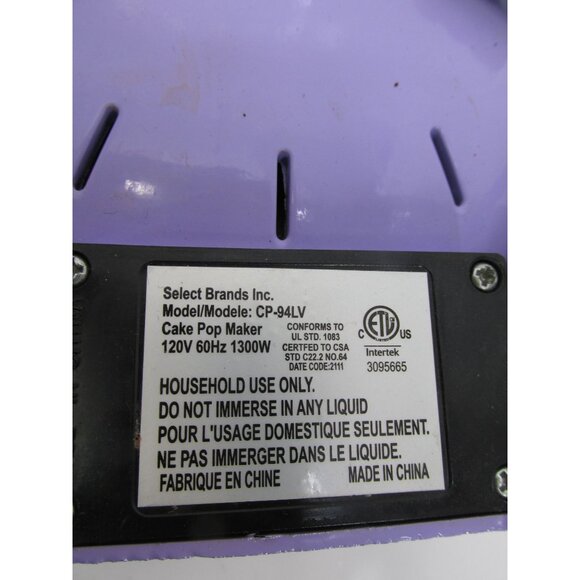 Select Brands Inc.
Model/Modele: CP-94LV
Cake Pop Maker
120V 60Hz 1300W
CONFORMS TO
UL STD. 1083
CERTFED TO CSA
STD C22.2 NO.64
DATE CODE:2111
C ETL US
Intertek
3095665
HOUSEHOLD USE ONLY.
DO NOT IMMERSE IN ANY LIQUID
POUR L'USAGE DOMESTIQUE SEULEMENT.
NE PAS IMMERGER DANS LE LIQUIDE.
FABRIQUE EN CHINE MADE IN CHINA